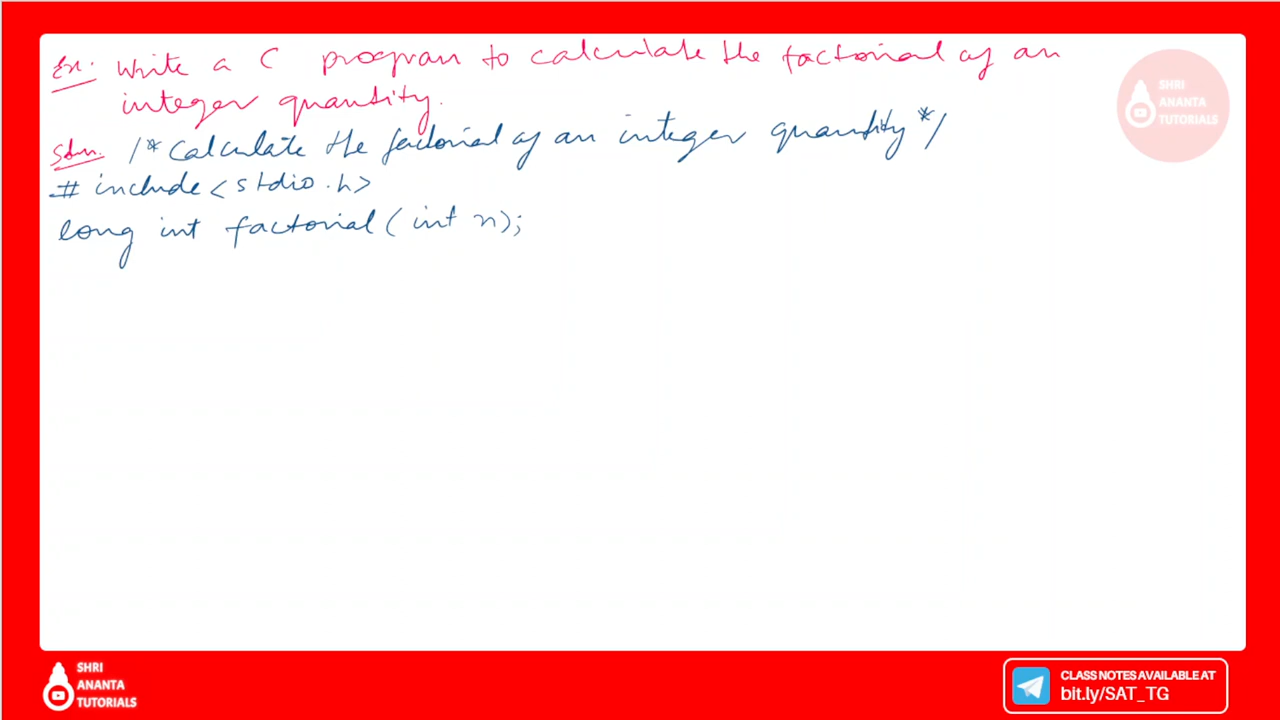 Ex:- Write a C program to calculate the factorial of an
integer quantity.
Soln. /* Calculate the factorial of an integer quantity */
# include <stdio.h>
long int factorial (int n);
SHRI
ANANTA
TUTORIALS
SHRI
ANANTA
TUTORIALS
CLASS NOTES AVAILABLE AT
bit.ly/SAT_TG